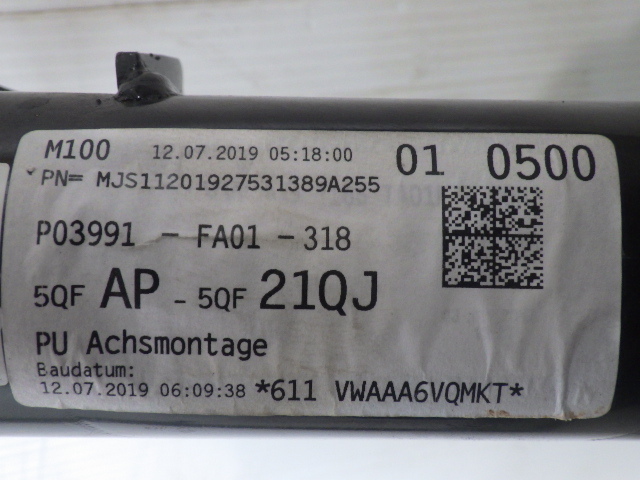 M100 12.07.2019 05:18:00 01 0500
*PN= MJS11201927531389A255
P03991 - FA01 - 318
5QF AP - 5QF 21QJ
PU Achsmontage
Baudatum:
12.07.2019 06:09:38 *611 VWAAA6VQMKT*